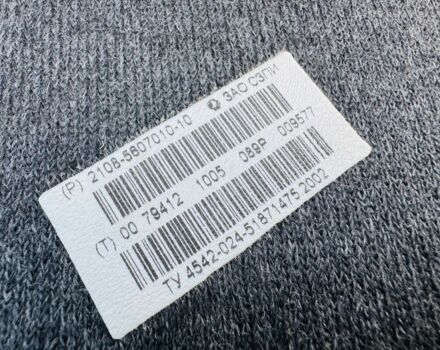 (P) 2108-5607010-10 ЗАО СЗПИ
(T) 00 79412 1005 089P 009577
ТУ 4542-024-51871475 2002